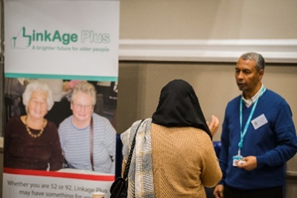 LinkAge Plus
A brighter future for older people
Whether you are 52 or 92, LinkAge Plus
may have something for you